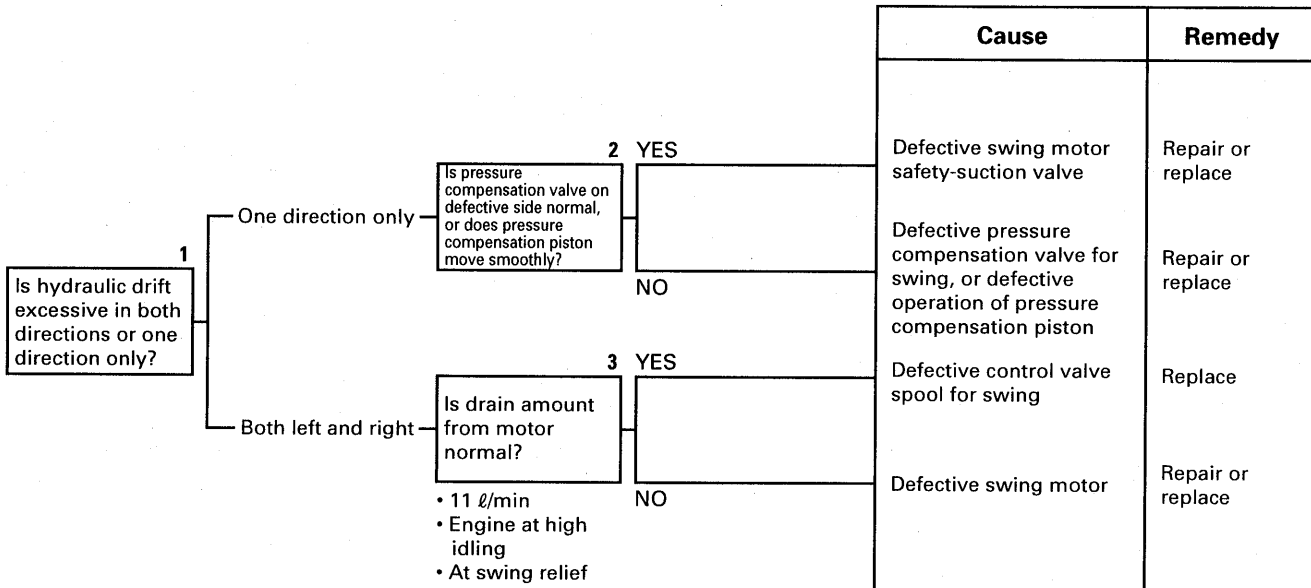 Cause
Remedy
1
Is hydraulic drift
excessive in both
directions or one
direction only?
One direction only
2
Is pressure
compensation valve on
defective side normal,
or does pressure
compensation piston
move smoothly?
YES
Defective swing motor
safety-suction valve
Repair or
replace
NO
Defective pressure
compensation valve for
swing, or defective
operation of pressure
compensation piston
Repair or
replace
Both left and right
3
Is drain amount
from motor
normal?
• 11 ℓ/min
• Engine at high
idling
• At swing relief
YES
Defective control valve
spool for swing
Replace
NO
Defective swing motor
Repair or
replace